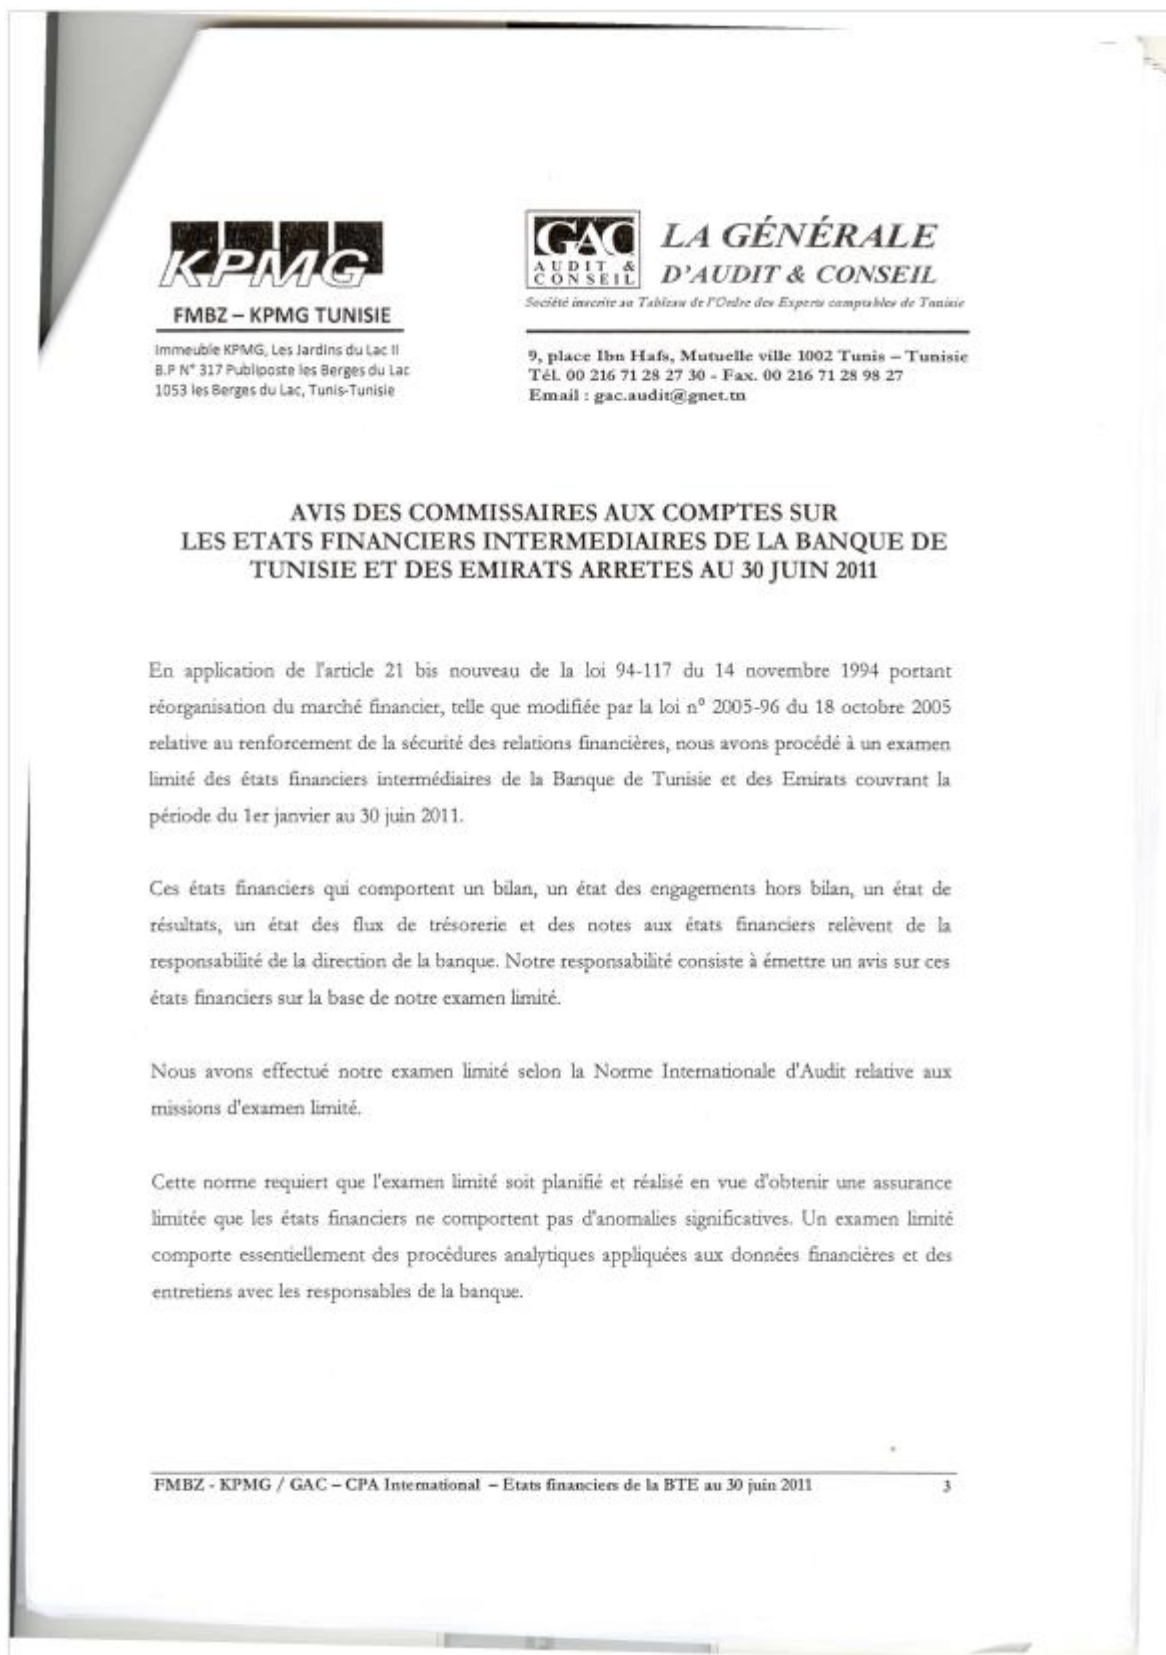 KPMG
FMBZ – KPMG TUNISIE
Immeuble KPMG, Les Jardins du Lac II
B.P N° 317 Publiposte les Berges du Lac
1053 les Berges du Lac, Tunis-Tunisie
GAC
AUDIT &
CONSEIL
LA GÉNÉRALE
D'AUDIT & CONSEIL
Société inscrite au Tableau de l'Ordre des Experts comptables de Tunisie
9, place Ibn Hafs, Mutuelle ville 1002 Tunis – Tunisie
Tél. 00 216 71 28 27 30 - Fax. 00 216 71 28 98 27
Email : gac.audit@gnet.tn
AVIS DES COMMISSAIRES AUX COMPTES SUR
LES ETATS FINANCIERS INTERMEDIAIRES DE LA BANQUE DE
TUNISIE ET DES EMIRATS ARRETES AU 30 JUIN 2011
En application de l'article 21 bis nouveau de la loi 94-117 du 14 novembre 1994 portant
réorganisation du marché financier, telle que modifiée par la loi n° 2005-96 du 18 octobre 2005
relative au renforcement de la sécurité des relations financières, nous avons procédé à un examen
limité des états financiers intermédiaires de la Banque de Tunisie et des Emirats couvrant la
période du 1er janvier au 30 juin 2011.
Ces états financiers qui comportent un bilan, un état des engagements hors bilan, un état de
résultats, un état des flux de trésorerie et des notes aux états financiers relèvent de la
responsabilité de la direction de la banque. Notre responsabilité consiste à émettre un avis sur ces
états financiers sur la base de notre examen limité.
Nous avons effectué notre examen limité selon la Norme Internationale d'Audit relative aux
missions d'examen limité.
Cette norme requiert que l'examen limité soit planifié et réalisé en vue d'obtenir une assurance
limitée que les états financiers ne comportent pas d'anomalies significatives. Un examen limité
comporte essentiellement des procédures analytiques appliquées aux données financières et des
entretiens avec les responsables de la banque.
FMBZ - KPMG / GAC – CPA International – Etats financiers de la BTE au 30 juin 2011 3